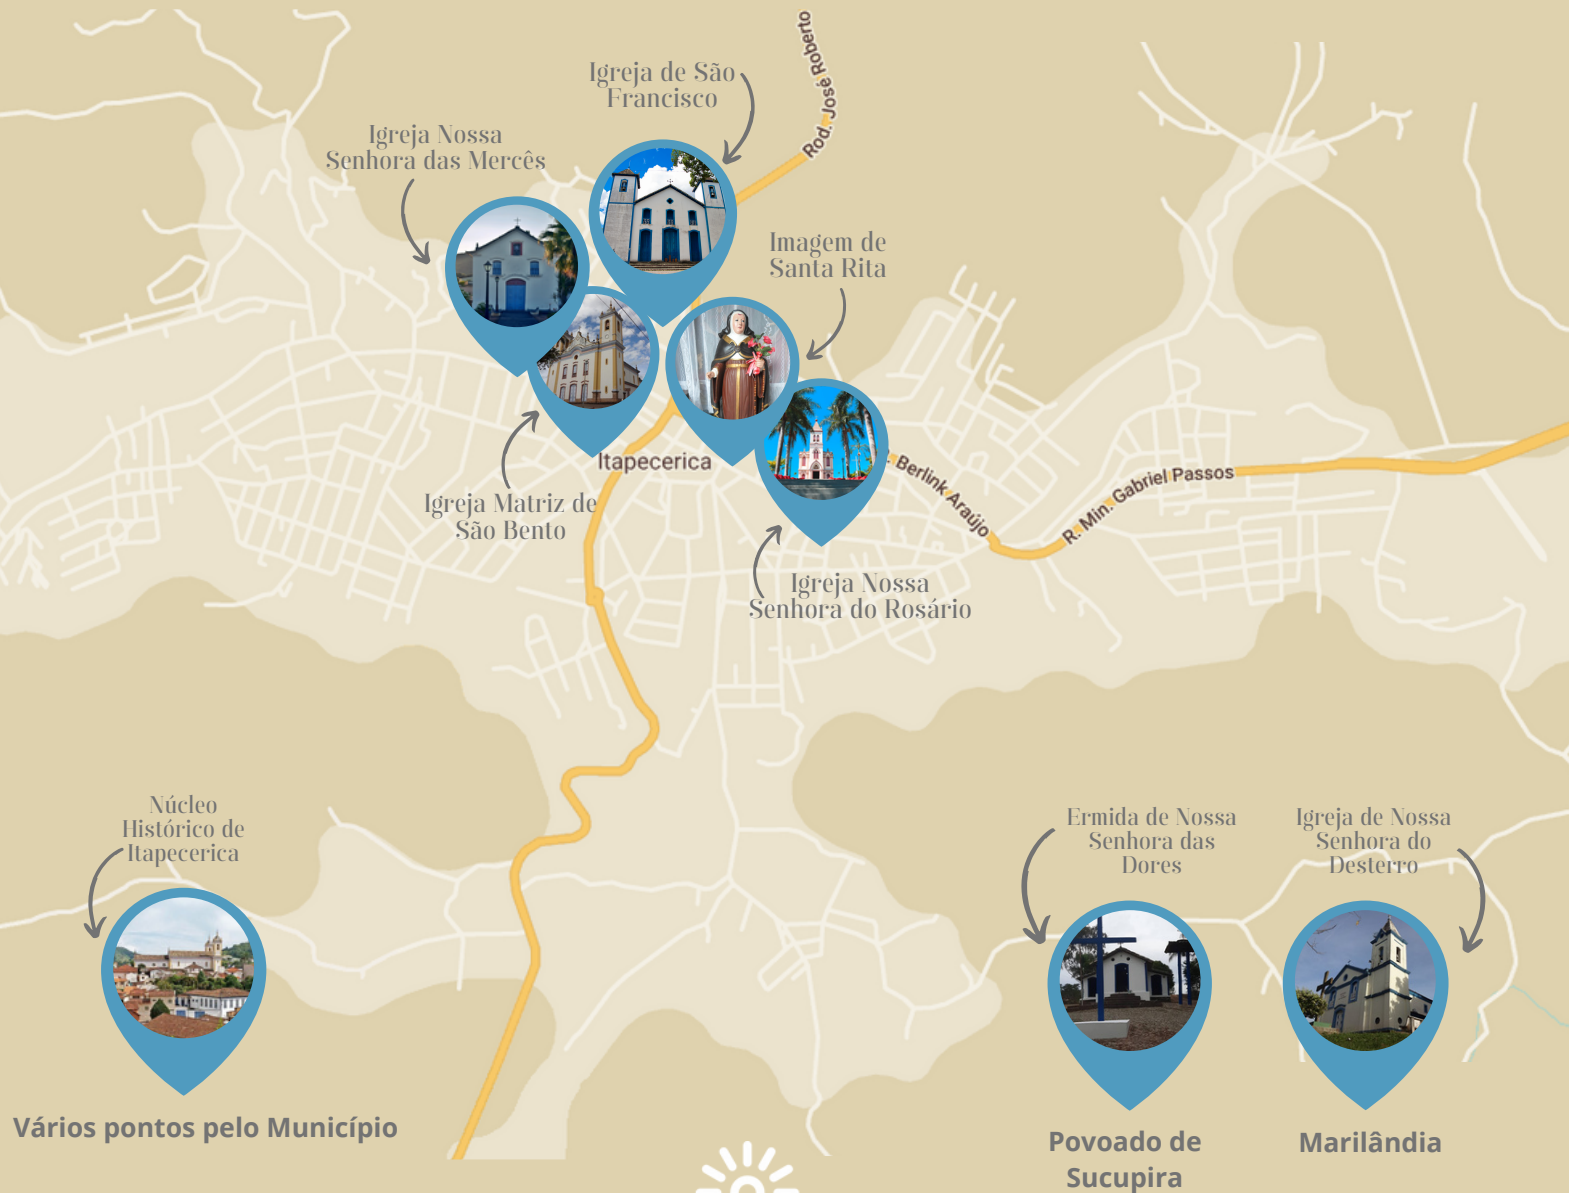 Rod. José Roberto
Igreja de São
Francisco
Igreja Nossa
Senhora das Mercês
Imagem de
Santa Rita
Itapecerica
Berlink Araújo
R. Min. Gabriel Passos
Igreja Matriz de
São Bento
Igreja Nossa
Senhora do Rosário
Núcleo
Histórico de
Itapecerica
Ermida de Nossa
Senhora das
Dores
Igreja de Nossa
Senhora do
Desterro
Vários pontos pelo Município
Povoado de
Sucupira
Marilândia